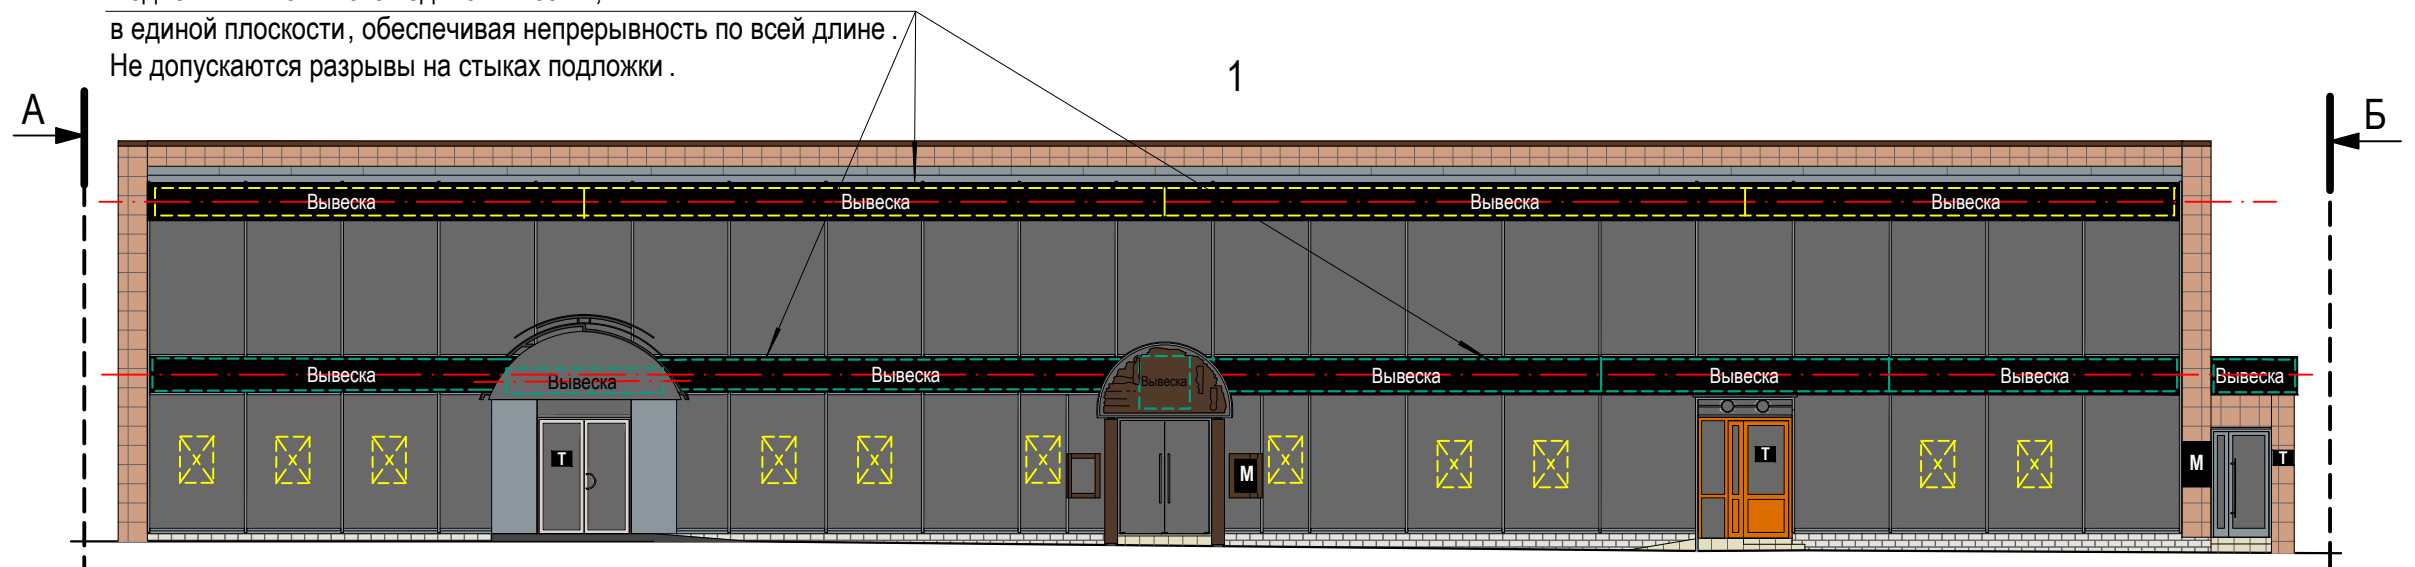 в единой плоскости, обеспечивая непрерывность по всей длине.
Не допускаются разрывы на стыках подложки.
1
А
Б
Вывеска Вывеска Вывеска Вывеска
Вывеска Вывеска Вывеска Вывеска Вывеска Вывеска Вывеска Вывеска
Т М Т М Т